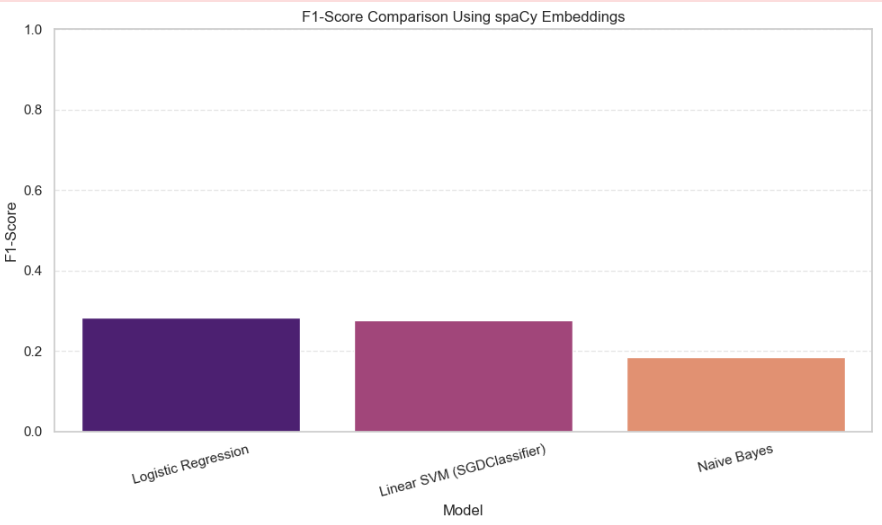 F1-Score Comparison Using spaCy Embeddings
1.0
0.8
0.6
0.4
0.2
0.0
F1-Score
Logistic Regression
Linear SVM (SGDClassifier)
Naive Bayes
Model